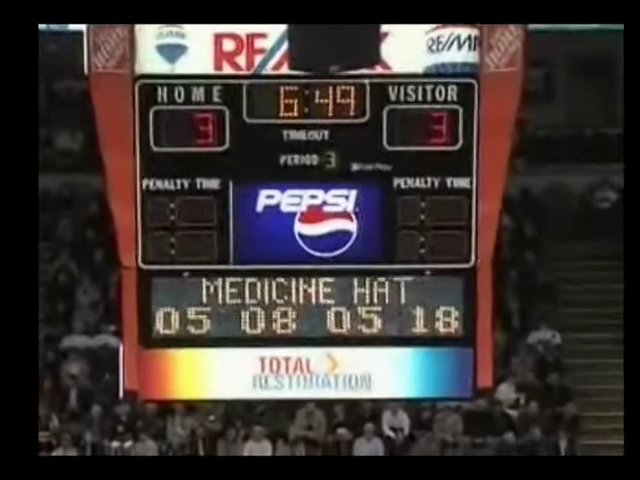 RE/MAX
RE/MAX
HOME
6:49
VISITOR
3
TIMEOUT
3
PERIOD 3
PENALTY TIME
PENALTY TIME
PEPSI
MEDICINE HAT
05 08 05 18
TOTAL
RESTORATION